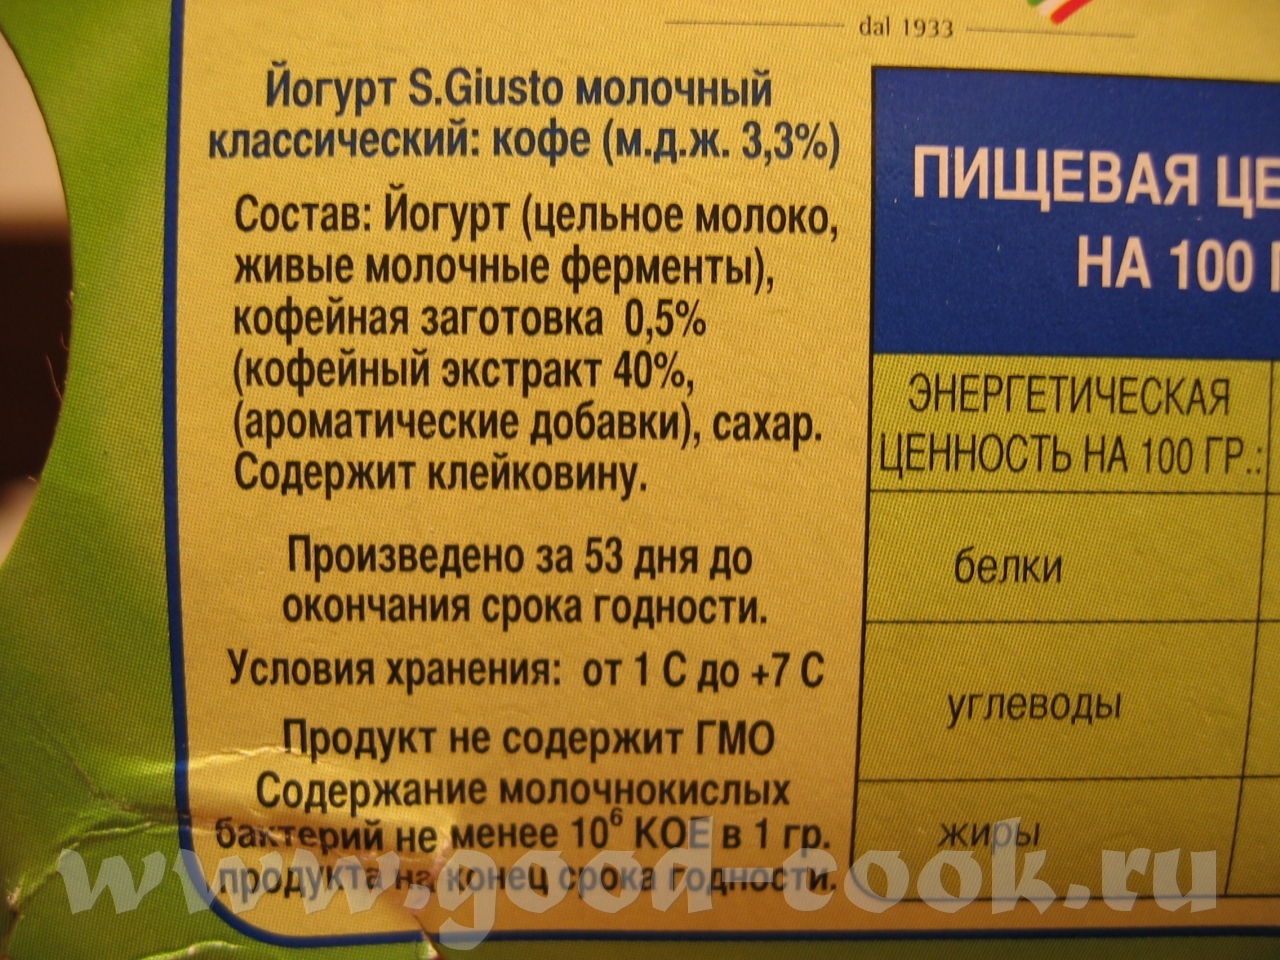 dal 1933
Йогурт S.Giusto молочный
классический: кофе (м.д.ж. 3,3%)
Состав: Йогурт (цельное молоко,
живые молочные ферменты),
кофейная заготовка 0,5%
(кофейный экстракт 40%,
(ароматические добавки), сахар.
Содержит клейковину.
Произведено за 53 дня до
окончания срока годности.
Условия хранения: от 1 С до +7 С
Продукт не содержит ГМО
Содержание молочнокислых
бактерий не менее 10⁶ КОЕ в 1 гр.
продукта на конец срока годности.
ПИЩЕВАЯ
НА 100
ЭНЕРГЕТИЧЕСКАЯ
ЦЕННОСТЬ НА 100 ГР.:
белки
углеводы
жиры
www.good-cook.ru